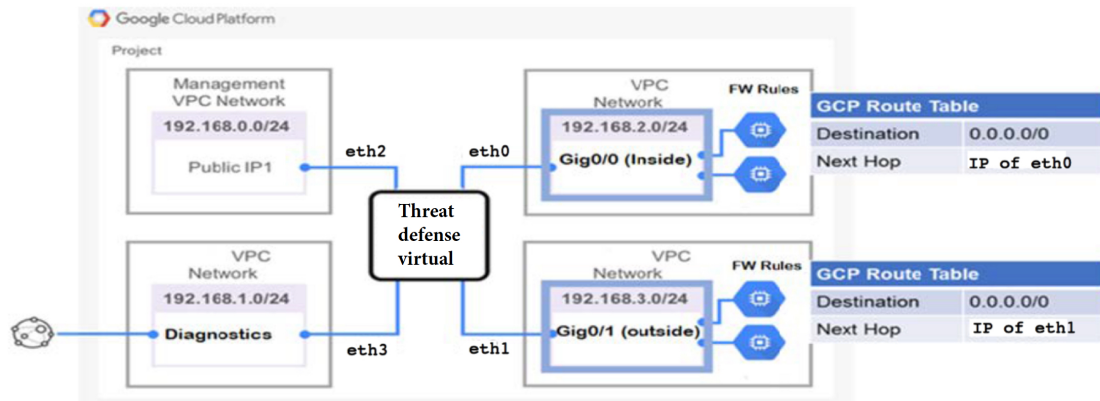 Google Cloud Platform
Project
Management
VPC Network
192.168.0.0/24
Public IP1
eth2
eth0
VPC
Network
192.168.2.0/24
Gig0/0 (Inside)
FW Rules
GCP Route Table
Destination 0.0.0.0/0
Next Hop IP of eth0
Threat
defense
virtual
VPC
Network
192.168.1.0/24
Diagnostics
eth3
eth1
VPC
Network
192.168.3.0/24
Gig0/1 (outside)
FW Rules
GCP Route Table
Destination 0.0.0.0/0
Next Hop IP of eth1